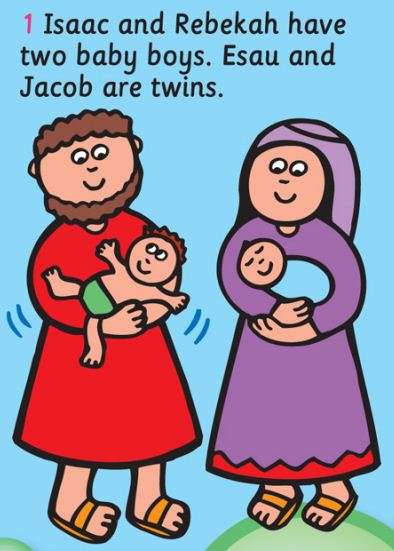 1 Isaac and Rebekah have
two baby boys. Esau and
Jacob are twins.